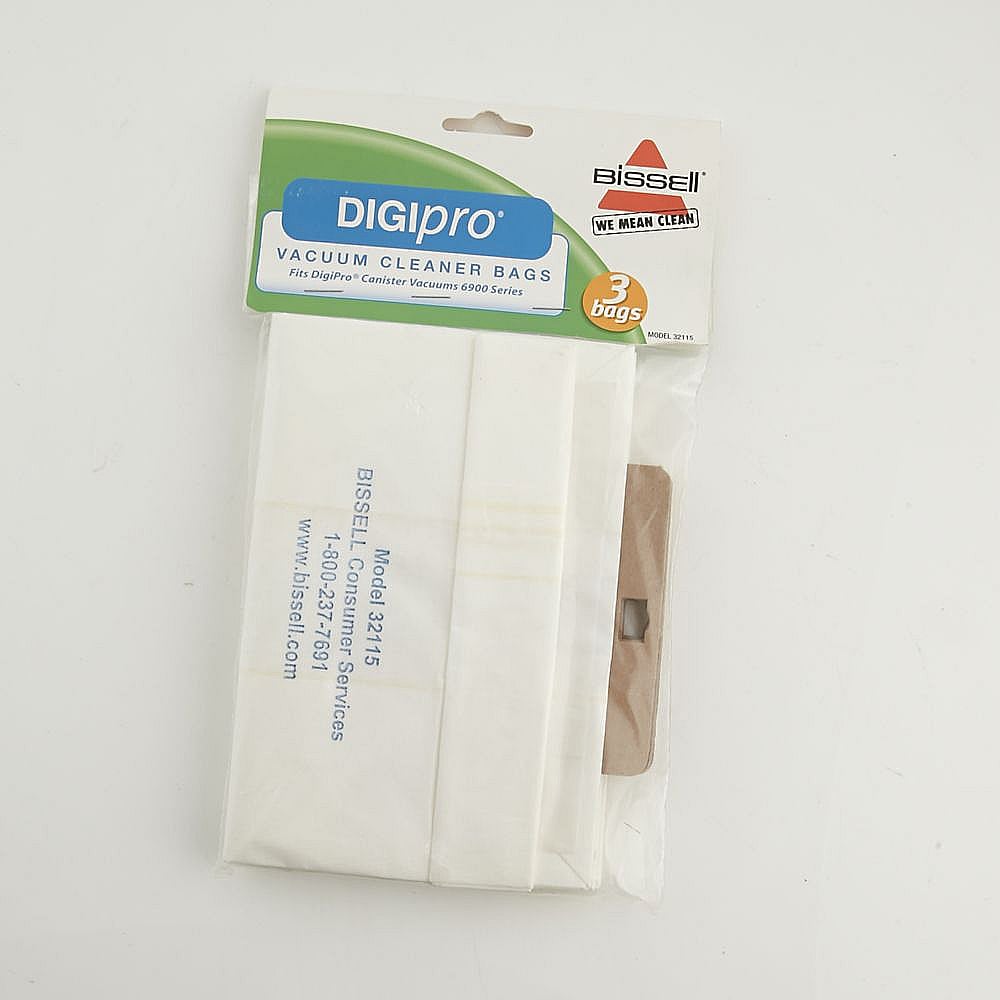 BISSELL®
WE MEAN CLEAN
DIGIpro®
VACUUM CLEANER BAGS
Fits DigiPro® Canister Vacuums 6900 Series
3
bags
MODEL 32115
Model 32115
BISSELL Consumer Services
1-800-237-7691
www.bissell.com